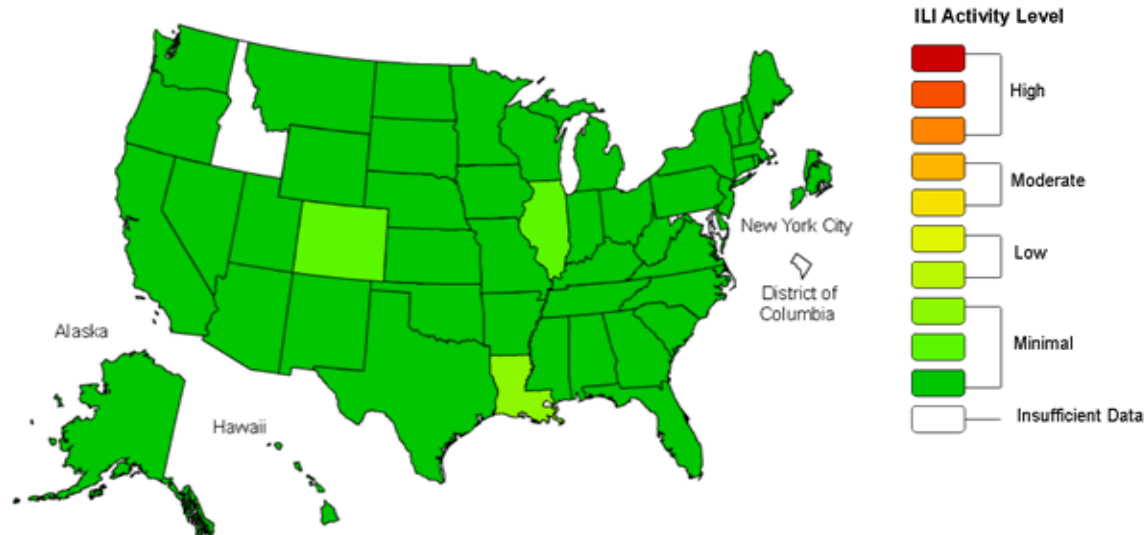 ILI Activity Level
High
Moderate
Low
Minimal
Insufficient Data
New York City
District of
Columbia
Alaska
Hawaii